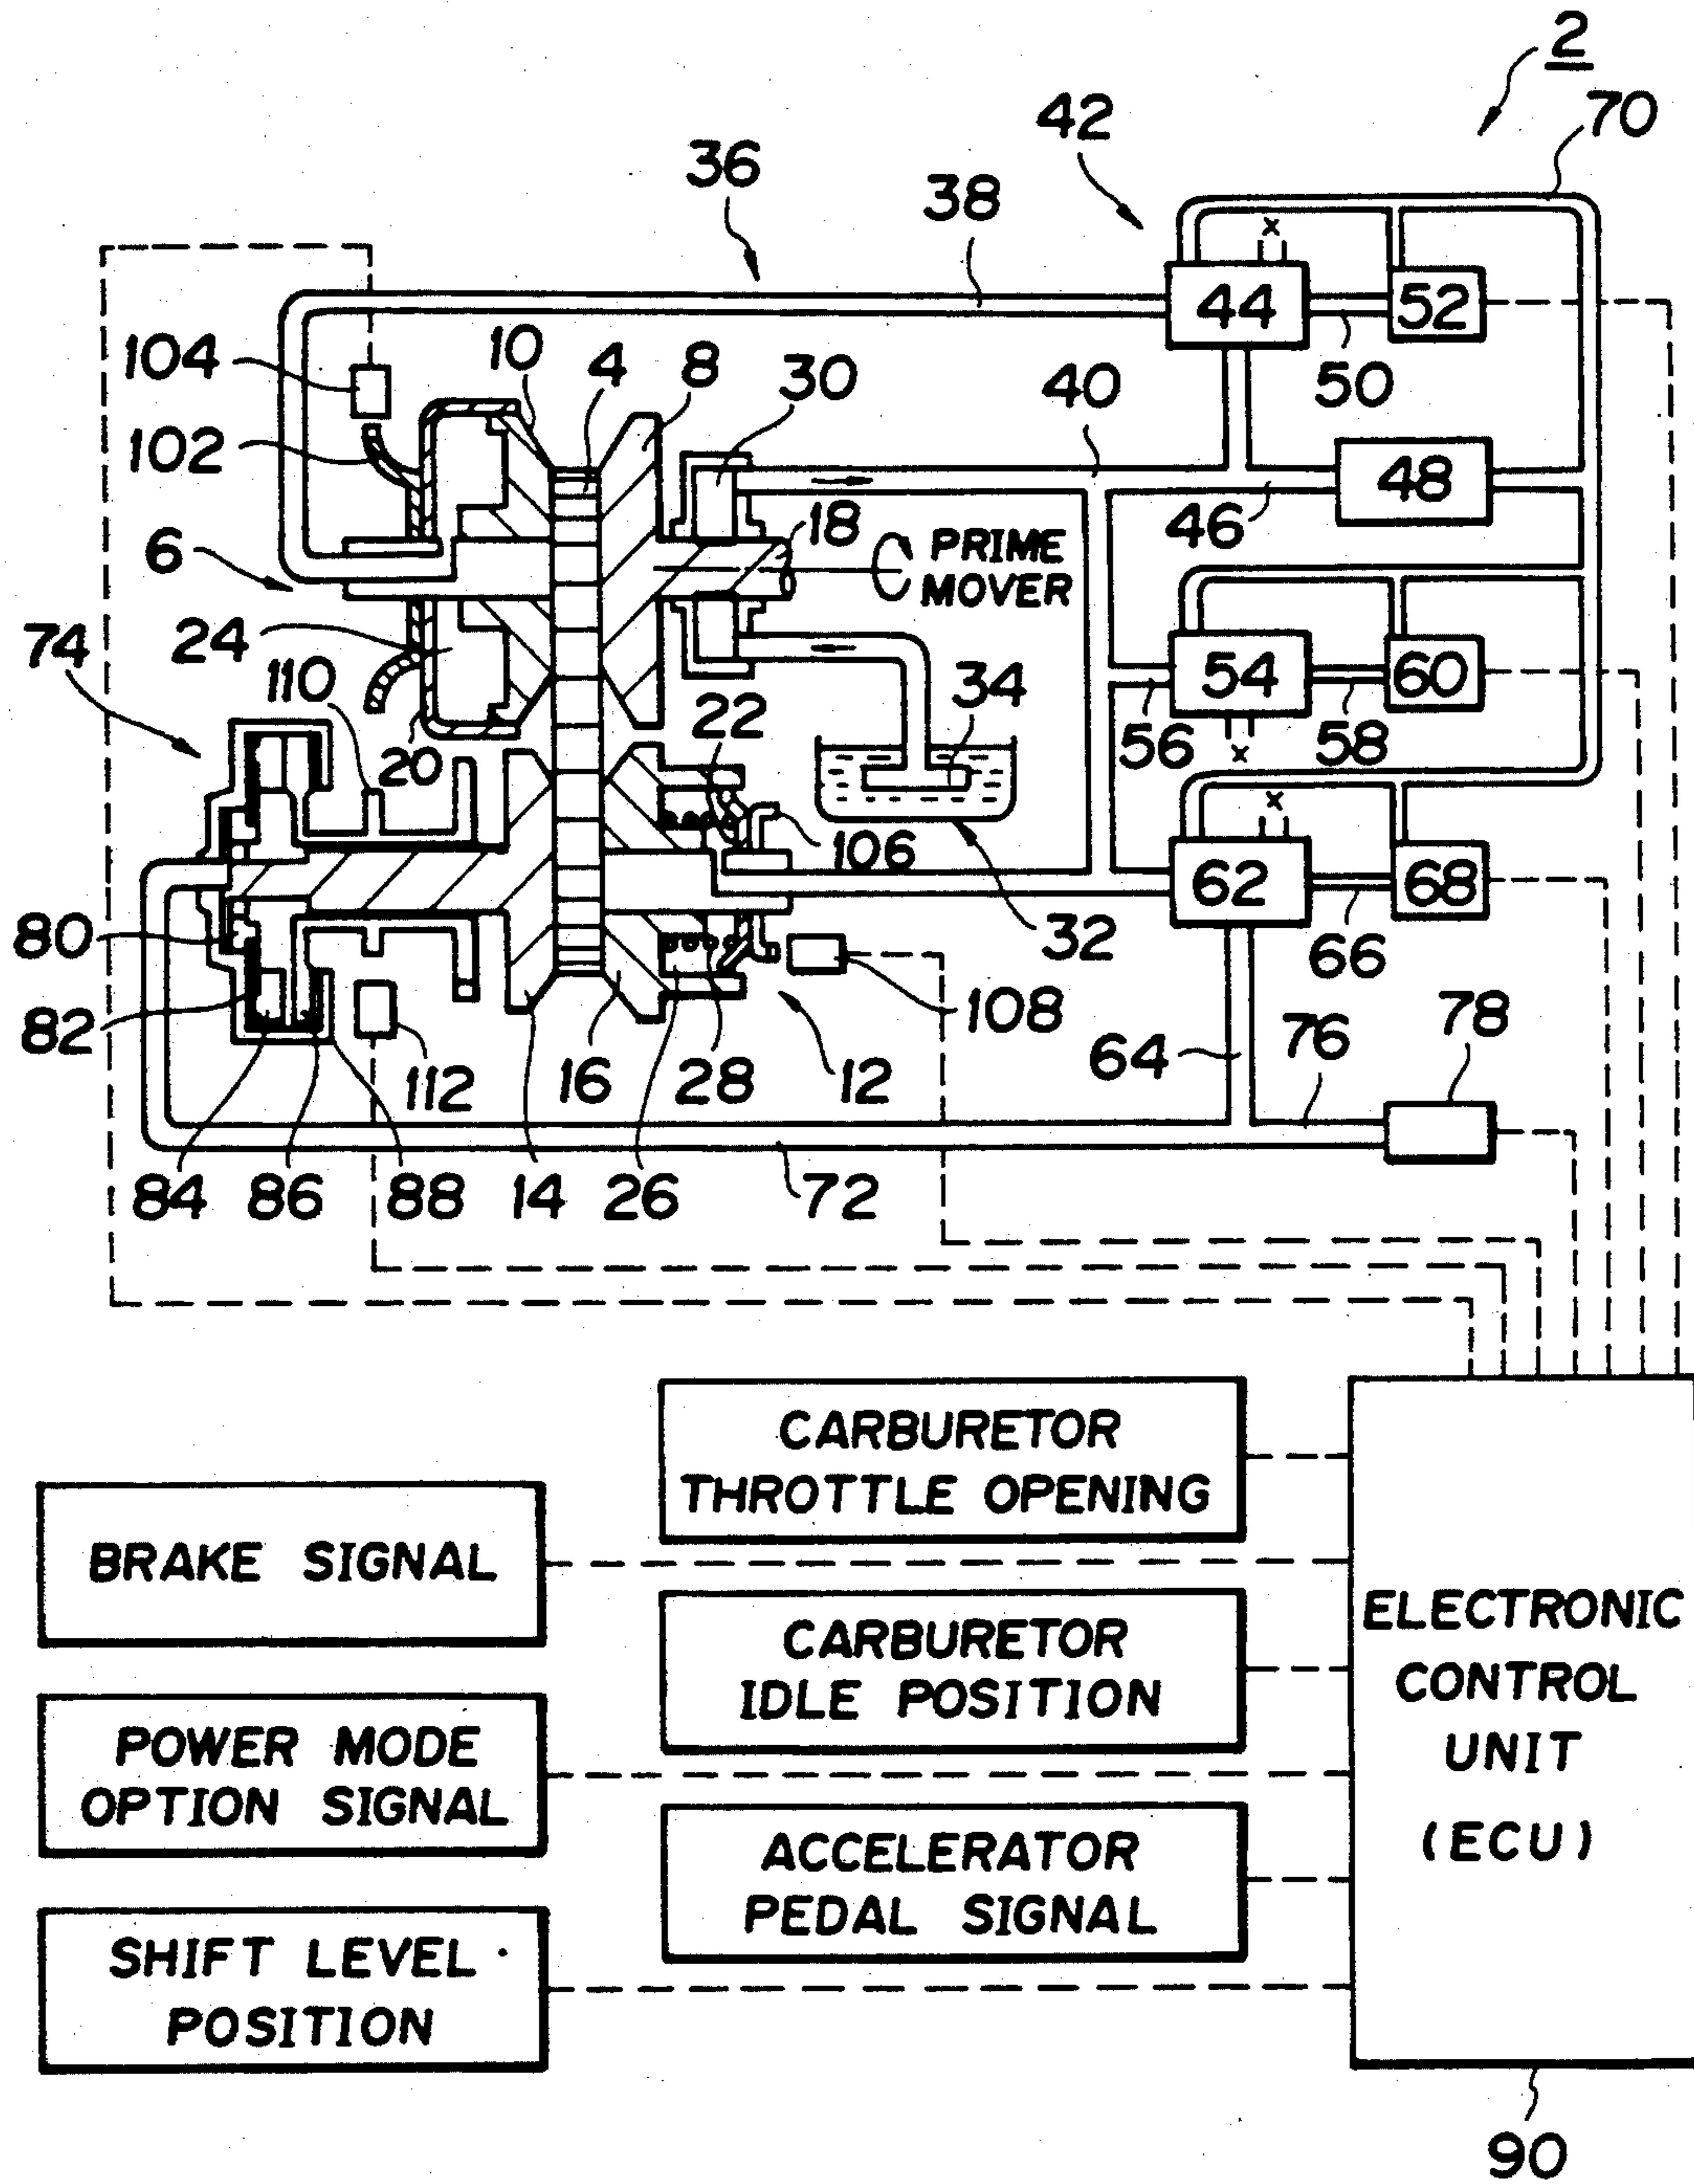 2
70
42
36
38
x
44
52
104
10
4
8
30
40
50
102
48
18
46
6
PRIME
MOVER
74
24
110
34
54
60
22
56
58
20
x
x
106
62
68
80
32
66
82
108
78
112
16
28
12
64
76
84
86
88
14
26
72
CARBURETOR
THROTTLE OPENING
BRAKE SIGNAL
CARBURETOR
IDLE POSITION
ELECTRONIC
CONTROL
UNIT
(ECU)
POWER MODE
OPTION SIGNAL
ACCELERATOR
PEDAL SIGNAL
SHIFT LEVEL
POSITION
90